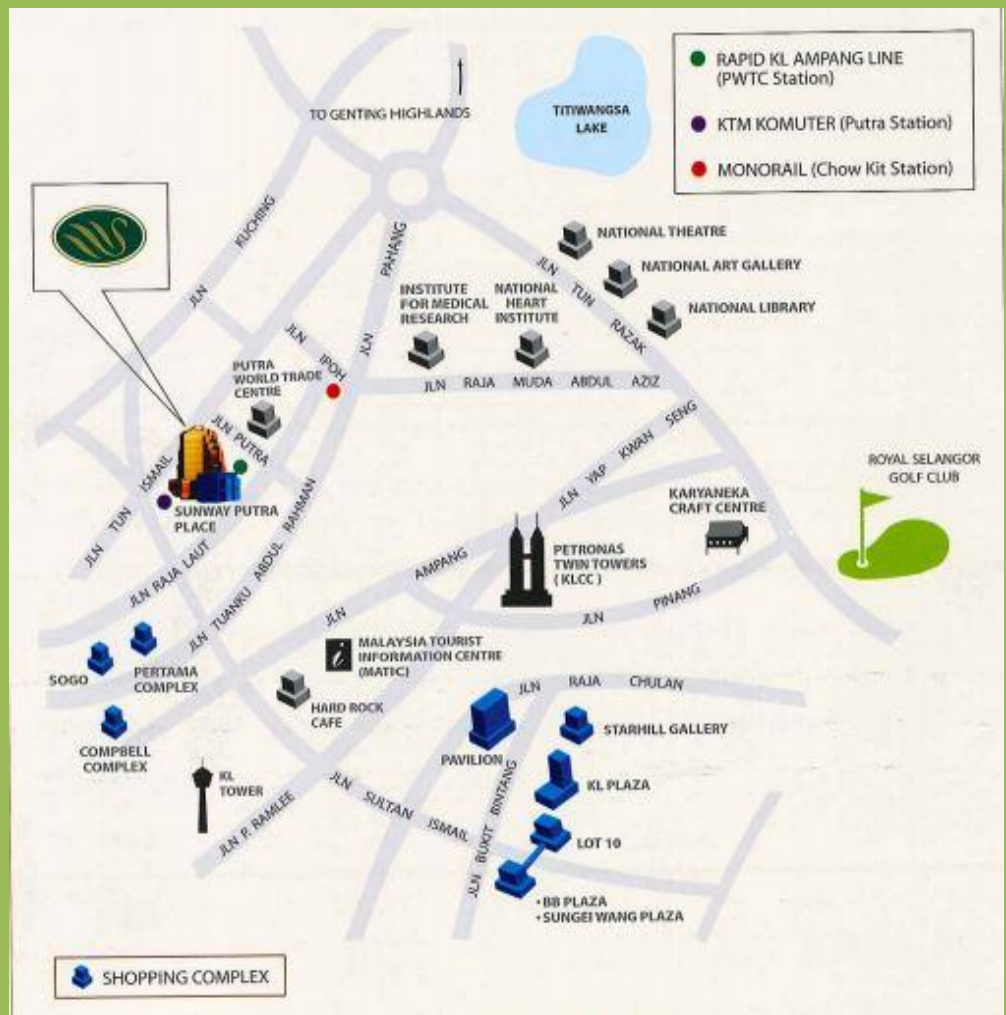 TO GENTING HIGHLANDS
TITIWANGSA
LAKE
RAPID KL AMPANG LINE
(PWTC Station)
KTM KOMUTER (Putra Station)
MONORAIL (Chow Kit Station)
JLN KUCHING
JLN PAHANG
NATIONAL THEATRE
NATIONAL ART GALLERY
NATIONAL LIBRARY
JLN TUN RAZAK
INSTITUTE
FOR MEDICAL
RESEARCH
NATIONAL
HEART
INSTITUTE
JLN IPOH
JLN RAJA MUDA ABDUL AZIZ
PUTRA
WORLD TRADE
CENTRE
JLN PUTRA
JLN TUN ISMAIL
SUNWAY PUTRA
PLACE
JLN RAJA LAUT
JLN TUANKU ABDUL RAHMAN
JLN YAP KWAN SENG
ROYAL SELANGOR
GOLF CLUB
KARYANEKA
CRAFT CENTRE
PETRONAS
TWIN TOWERS
( KLCC )
JLN AMPANG
JLN PINANG
MALAYSIA TOURIST
INFORMATION CENTRE
(MATIC)
i
SOGO
PERTAMA
COMPLEX
COMPBELL
COMPLEX
HARD ROCK
CAFE
KL
TOWER
JLN P. RAMLEE
JLN SULTAN ISMAIL
JLN RAJA CHULAN
PAVILION
STARHILL GALLERY
KL PLAZA
JLN BUKIT BINTANG
LOT 10
• BB PLAZA
• SUNGEI WANG PLAZA
SHOPPING COMPLEX